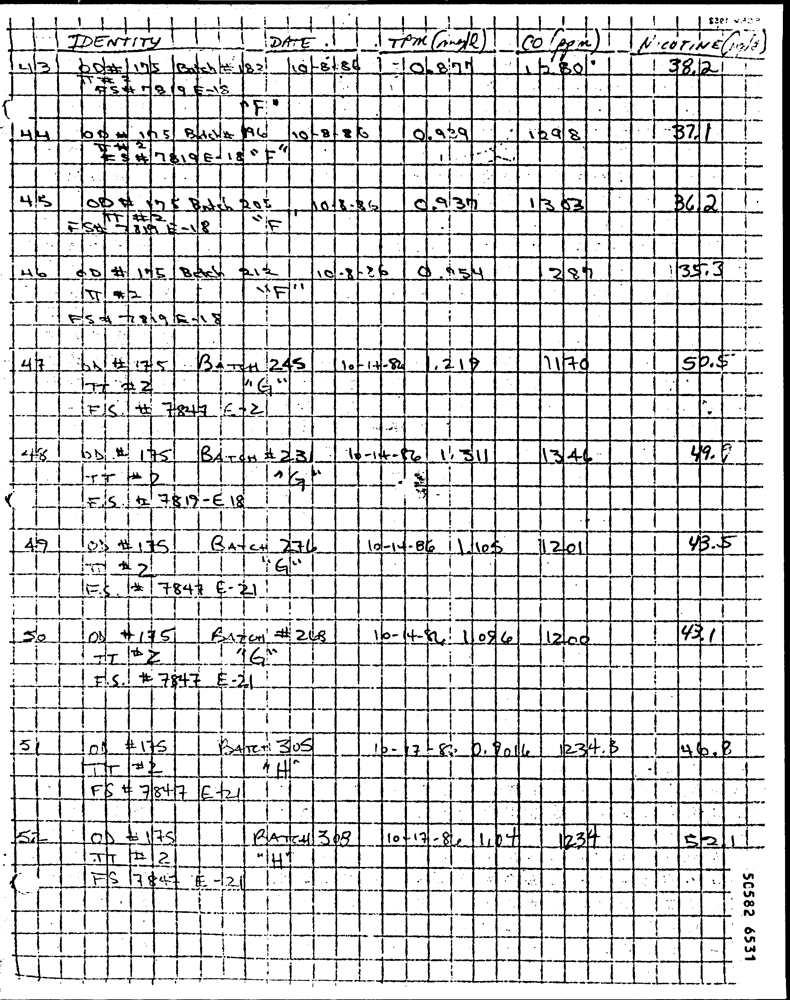 IDENTITY DATE TPM (mg/l) CO (ppm) NICOTINE
43 OD# 175 Batch # 182 10-8-86 0.877 1280 38.2
TT # 2
FS # 7819 E-18
"F"
44 OD # 175 Batch # 196 10-8-86 0.939 1298 37.1
TT # 2
FS # 7819 E-18 "F"
45 OD # 175 Batch 205 10-8-86 0.937 1303 36.2
TT #2 "F
FS# 7819 E-18
46 OD # 175 Batch 212 10-8-86 0.954 1287 35.3
TT #2 "F"
FS# 7819 E-18
47 OD # 175 BATCH 245 10-14-86 1.219 1170 50.5
TT # 2 "G"
F.S. # 7847 E-2
48 OD # 175 BATCH # 231 10-14-86 1.311 1346 49.9
TT # 2 "G"
F.S. # 7819-E 18
49 OD # 175 BATCH 276 10-14-86 1.105 1201 43.5
TT # 2 "G"
F.S. # 7847 E-21
50 OD # 175 BATCH # 268 10-14-86 1.096 1200 43.1
TT # 2 "G"
F.S. # 7847 E-21
51 OD #175 BATCH 305 10-17-86 0.9016 1234.3 46.8
TT #2 "H"
FS # 7847 E-21
52 OD #175 BATCH 308 10-17-86 1.07 1234 52.1
TT # 2 "H"
FS 7847 E-21
50582 6531